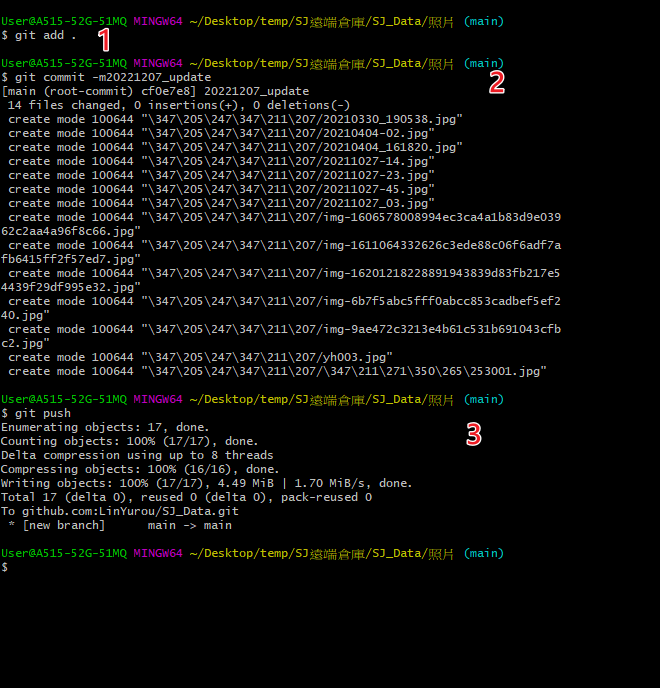 User@A515-52G-51MQ MINGW64 ~/Desktop/temp/SJ遠端倉庫/SJ_Data/照片 (main)
$ git add .
1
User@A515-52G-51MQ MINGW64 ~/Desktop/temp/SJ遠端倉庫/SJ_Data/照片 (main)
2
$ git commit -m20221207_update
[main (root-commit) cf0e7e8] 20221207_update
 14 files changed, 0 insertions(+), 0 deletions(-)
 create mode 100644 "\347\205\247\347\211\207/20210330_190538.jpg"
 create mode 100644 "\347\205\247\347\211\207/20210404-02.jpg"
 create mode 100644 "\347\205\247\347\211\207/20210404_161820.jpg"
 create mode 100644 "\347\205\247\347\211\207/20211027-14.jpg"
 create mode 100644 "\347\205\247\347\211\207/20211027-23.jpg"
 create mode 100644 "\347\205\247\347\211\207/20211027-45.jpg"
 create mode 100644 "\347\205\247\347\211\207/20211027_03.jpg"
 create mode 100644 "\347\205\247\347\211\207/img-1606578008994ec3ca4a1b83d9e039
62c2aa4a96f8c66.jpg"
 create mode 100644 "\347\205\247\347\211\207/img-1611064332626c3ede88c06f6adf7a
fb6415ff2f57ed7.jpg"
 create mode 100644 "\347\205\247\347\211\207/img-16201218228891943839d83fb217e5
4439f29df995e32.jpg"
 create mode 100644 "\347\205\247\347\211\207/img-6b7f5abc5fff0abcc853cadbef5ef2
40.jpg"
 create mode 100644 "\347\205\247\347\211\207/img-9ae472c3213e4b61c531b691043cfb
c2.jpg"
 create mode 100644 "\347\205\247\347\211\207/yh003.jpg"
 create mode 100644 "\347\205\247\347\211\207/\347\211\271\350\265\253001.jpg"
User@A515-52G-51MQ MINGW64 ~/Desktop/temp/SJ遠端倉庫/SJ_Data/照片 (main)
$ git push
3
Enumerating objects: 17, done.
Counting objects: 100% (17/17), done.
Delta compression using up to 8 threads
Compressing objects: 100% (16/16), done.
Writing objects: 100% (17/17), 4.49 MiB | 1.70 MiB/s, done.
Total 17 (delta 0), reused 0 (delta 0), pack-reused 0
To github.com:LinYurou/SJ_Data.git
 * [new branch]      main -> main
User@A515-52G-51MQ MINGW64 ~/Desktop/temp/SJ遠端倉庫/SJ_Data/照片 (main)
$